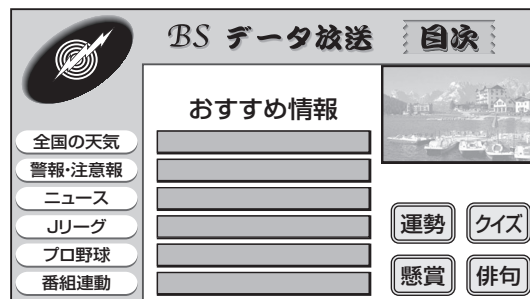 BS データ放送 目次
おすすめ情報
全国の天気
警報・注意報
ニュース
Jリーグ
プロ野球
番組連動
運勢 クイズ
懸賞 俳句